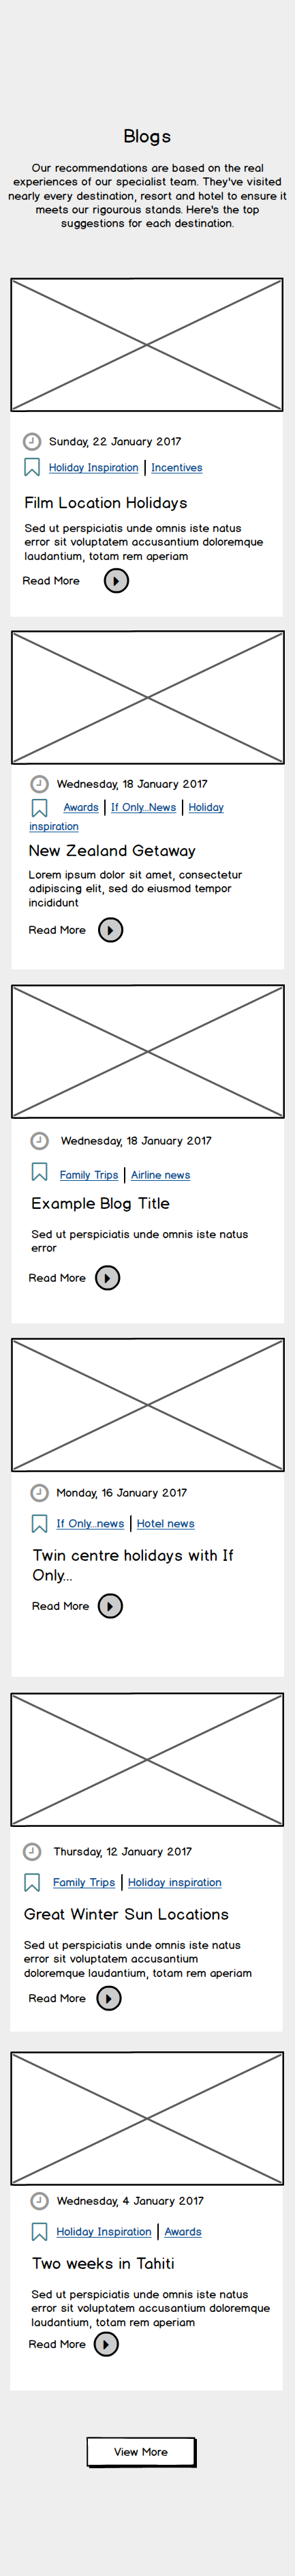 Blogs
Our recommendations are based on the real
experiences of our specialist team. They've visited
nearly every destination, resort and hotel to ensure it
meets our rigourous stands. Here's the top
suggestions for each destination.
Sunday, 22 January 2017
Holiday Inspiration | Incentives
Film Location Holidays
Sed ut perspiciatis unde omnis iste natus
error sit voluptatem accusantium doloremque
laudantium, totam rem aperiam
Read More
Wednesday, 18 January 2017
Awards | If Only...News | Holiday
inspiration
New Zealand Getaway
Lorem ipsum dolor sit amet, consectetur
adipiscing elit, sed do eiusmod tempor
incididunt
Read More
Wednesday, 18 January 2017
Family Trips | Airline news
Example Blog Title
Sed ut perspiciatis unde omnis iste natus
error
Read More
Monday, 16 January 2017
If Only...news | Hotel news
Twin centre holidays with If
Only...
Read More
Thursday, 12 January 2017
Family Trips | Holiday inspiration
Great Winter Sun Locations
Sed ut perspiciatis unde omnis iste natus
error sit voluptatem accusantium
doloremque laudantium, totam rem aperiam
Read More
Wednesday, 4 January 2017
Holiday Inspiration | Awards
Two weeks in Tahiti
Sed ut perspiciatis unde omnis iste natus
error sit voluptatem accusantium doloremque
laudantium, totam rem aperiam
Read More
View More